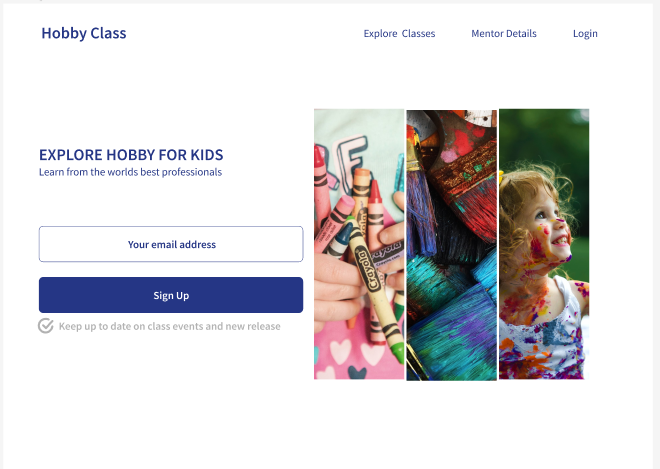 Hobby Class
Explore Classes
Mentor Details
Login
EXPLORE HOBBY FOR KIDS
Learn from the worlds best professionals
Your email address
Sign Up
Keep up to date on class events and new release
Crayola